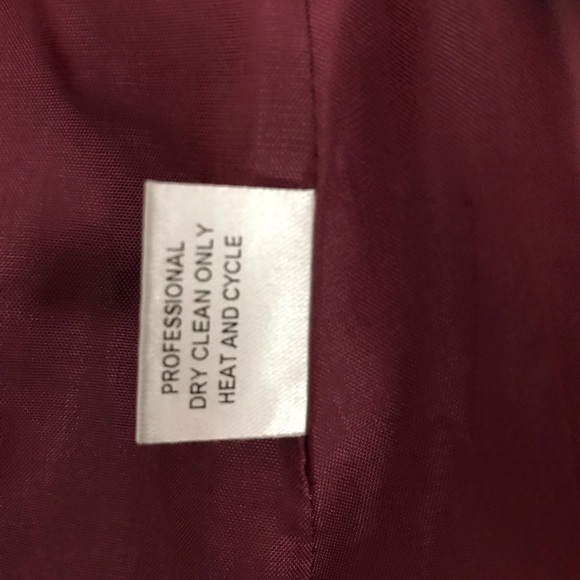 PROFESSIONAL
DRY CLEAN ONLY
HEAT AND CYCLE